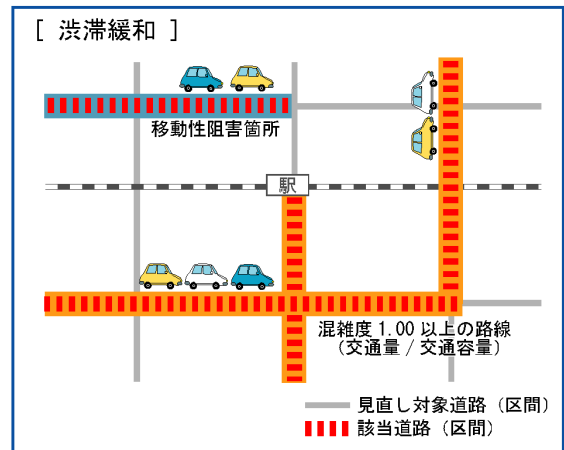 [ 渋滞緩和 ]
移動性阻害箇所
駅
混雑度1.00以上の路線
(交通量 / 交通容量)
見直し対象道路 (区間)
該当道路 (区間)